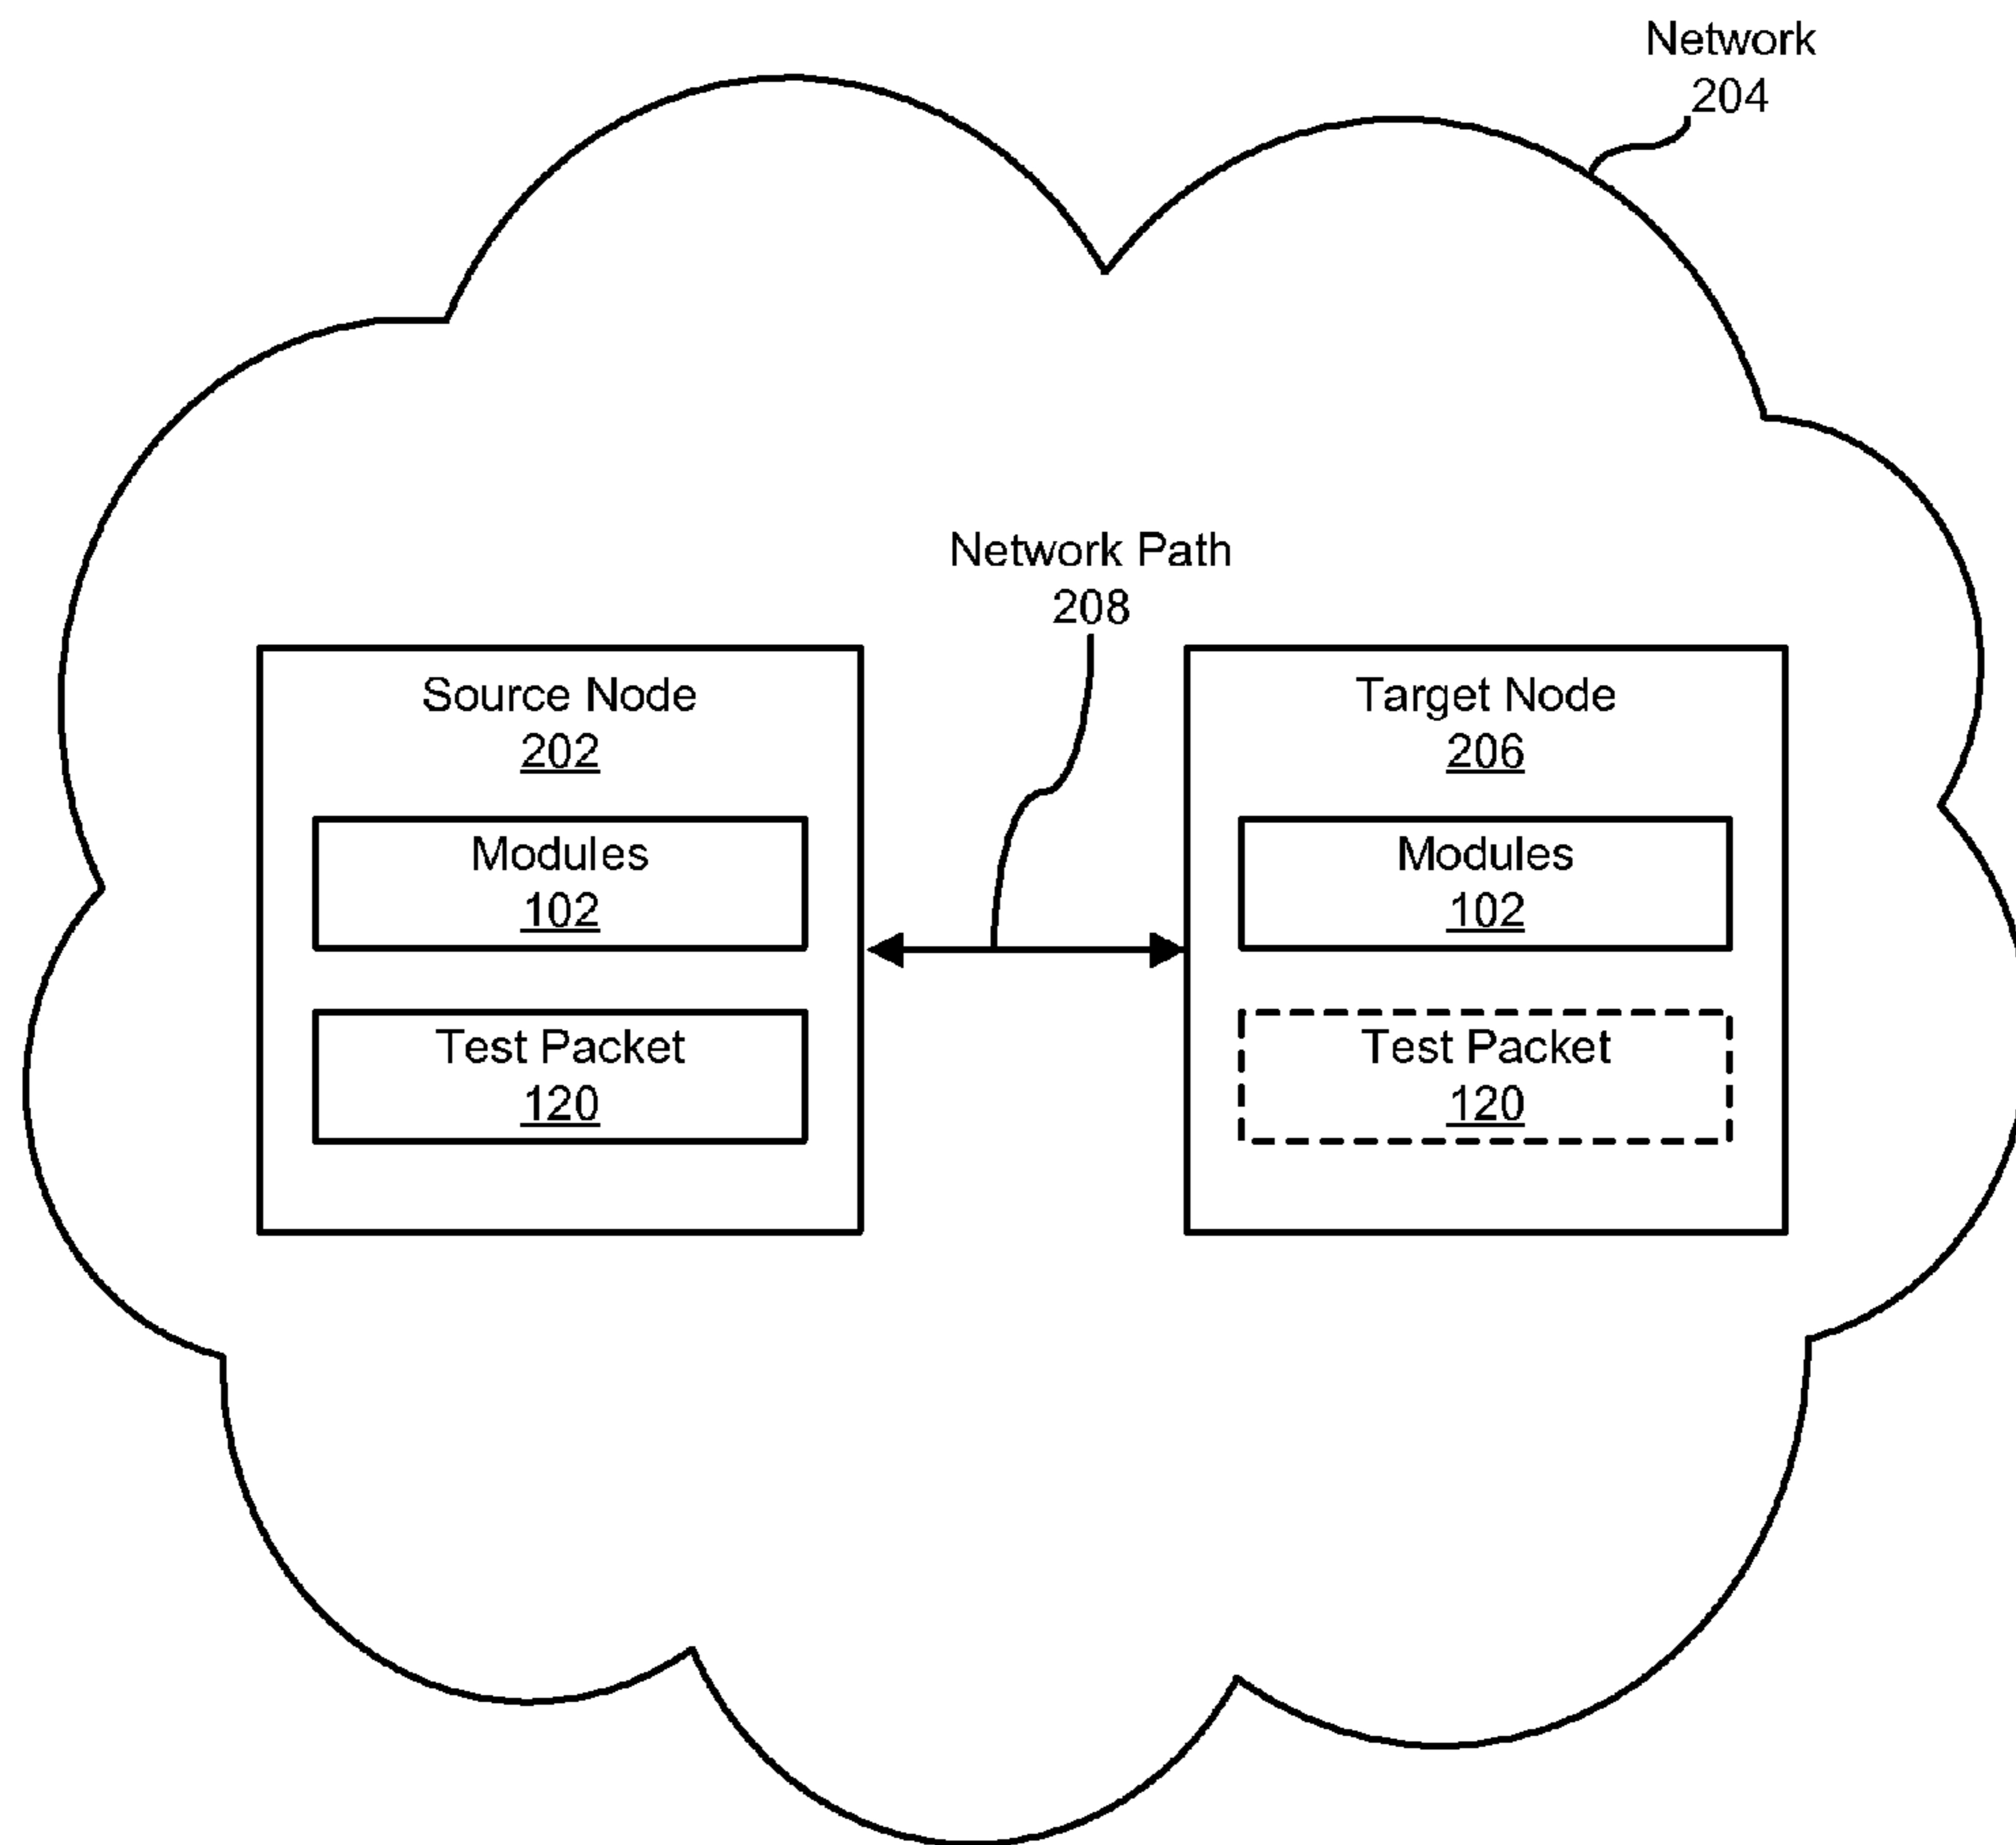 Network
204
Network Path
208
Source Node
202
Modules
102
Test Packet
120
Target Node
206
Modules
102
Test Packet
120